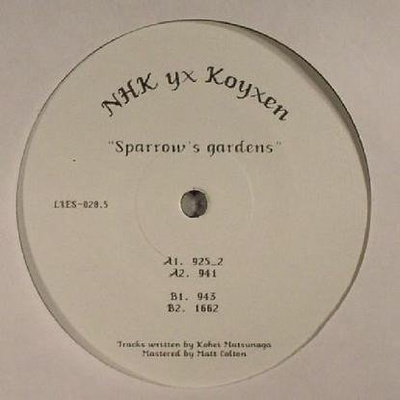 NHK yx Koyxen
"Sparrow's gardens"
LIES-020.5
A1. 925_2
A2. 941
B1. 943
B2. 1662
Tracks written by Kohei Matsunaga
Mastered by Matt Colton